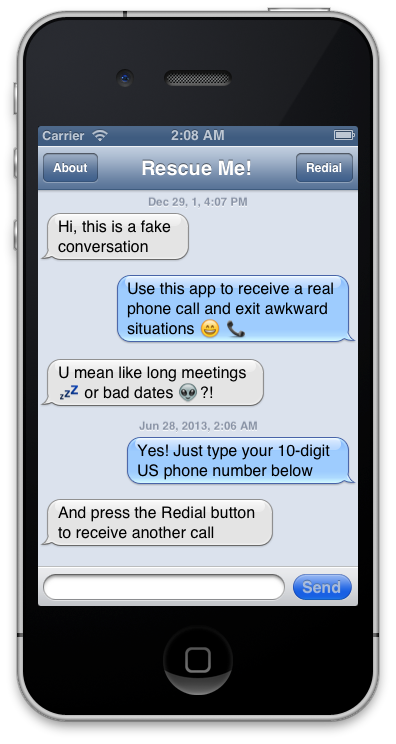 Carrier 2:08 AM
About Rescue Me! Redial
Dec 29, 1, 4:07 PM
Hi, this is a fake
conversation
Use this app to receive a real
phone call and exit awkward
situations 😄 📞
U mean like long meetings
💤 or bad dates 👽?!
Jun 28, 2013, 2:06 AM
Yes! Just type your 10-digit
US phone number below
And press the Redial button
to receive another call
Send